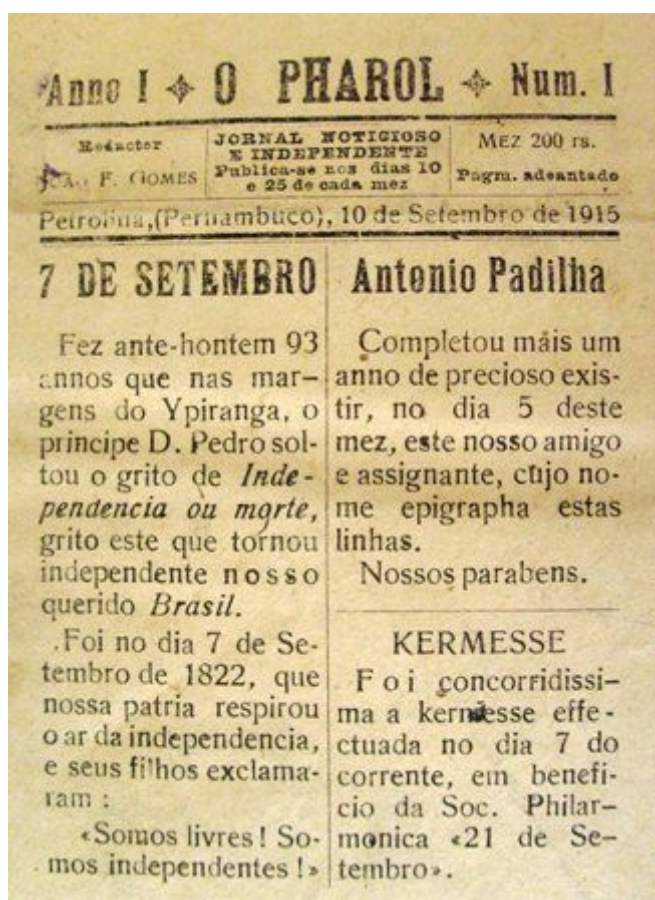 Anno I O PHAROL Num. I
Redactor
JOÃO F. GOMES
JORNAL NOTICIOSO
E INDEPENDENTE
Publica-se nos dias 10
e 25 de cada mez
MEZ 200 rs.
Pagm. adeantado
Petrolina,(Pernambuco), 10 de Setembro de 1915
7 DE SETEMBRO
Fez ante-hontem 93
annos que nas mar-
gens do Ypiranga, o
principe D. Pedro sol-
tou o grito de Inde-
pendencia ou morte,
grito este que tornou
independente nosso
querido Brasil.
Foi no dia 7 de Se-
tembro de 1822, que
nossa patria respirou
o ar da independencia,
e seus filhos exclama-
ram :
«Somos livres! So-
mos independentes!»
Antonio Padilha
Completou máis um
anno de precioso exis-
tir, no dia 5 deste
mez, este nosso amigo
e assignante, cujo no-
me epigrapha estas
linhas.
Nossos parabens.
KERMESSE
Foi concorridissi-
ma a kermesse effe-
ctuada no dia 7 do
corrente, em benefi-
cio da Soc. Philar-
monica «21 de Se-
tembro».